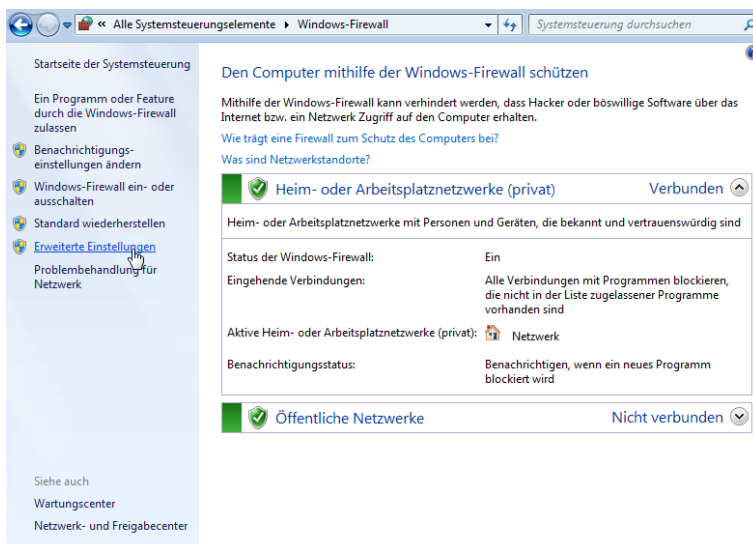 « Alle Systemsteuerungselemente ▸ Windows-Firewall
Systemsteuerung durchsuchen
Startseite der Systemsteuerung
Ein Programm oder Feature
durch die Windows-Firewall
zulassen
Benachrichtigungs-
einstellungen ändern
Windows-Firewall ein- oder
ausschalten
Standard wiederherstellen
Erweiterte Einstellungen
Problembehandlung für
Netzwerk
Siehe auch
Wartungscenter
Netzwerk- und Freigabecenter
Den Computer mithilfe der Windows-Firewall schützen
Mithilfe der Windows-Firewall kann verhindert werden, dass Hacker oder böswillige Software über das
Internet bzw. ein Netzwerk Zugriff auf den Computer erhalten.
Wie trägt eine Firewall zum Schutz des Computers bei?
Was sind Netzwerkstandorte?
Heim- oder Arbeitsplatznetzwerke (privat) Verbunden
Heim- oder Arbeitsplatznetzwerke mit Personen und Geräten, die bekannt und vertrauenswürdig sind
Status der Windows-Firewall: Ein
Eingehende Verbindungen: Alle Verbindungen mit Programmen blockieren,
die nicht in der Liste zugelassener Programme
vorhanden sind
Aktive Heim- oder Arbeitsplatznetzwerke (privat): Netzwerk
Benachrichtigungsstatus: Benachrichtigen, wenn ein neues Programm
blockiert wird
Öffentliche Netzwerke Nicht verbunden